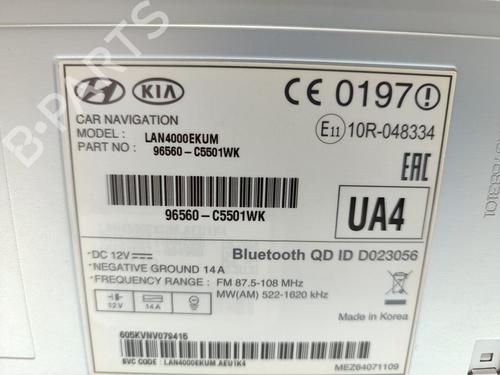 B-PARTS
HYUNDAI KIA
CE 0197
CAR NAVIGATION
MODEL : LAN4000EKUM
PART NO : 96560-C5501WK
E11 10R-048334
EAC
96560-C5501WK
UA4
*DC 12V
Bluetooth QD ID D023056
*NEGATIVE GROUND 14A
*FREQUENCY RANGE : FM 87.5-108 MHz
MW(AM) 522-1620 kHz
12V 14A
Made in Korea
605KVNV079415
SVC CODE : LAN4000EKUM AEU1K4
MEZ64071109